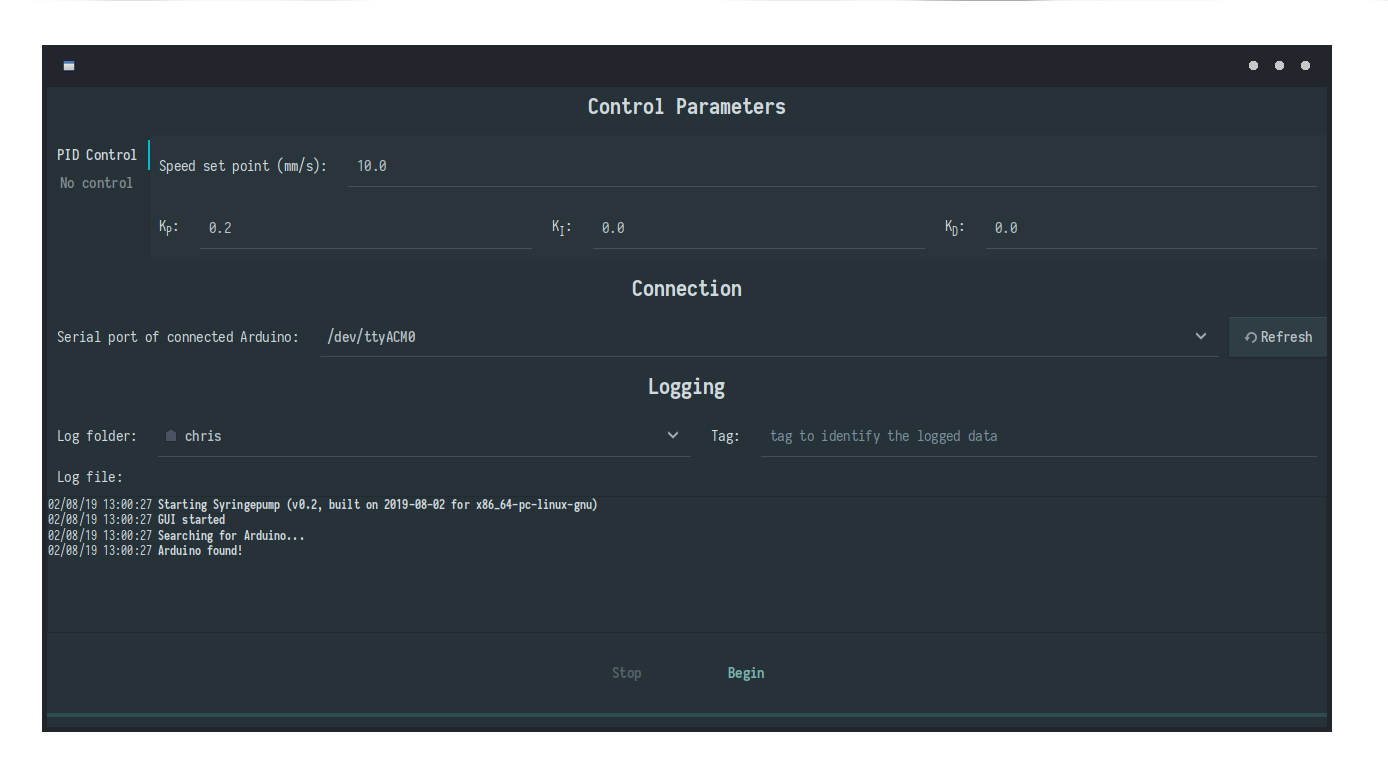 Control Parameters
PID Control
No control
Speed set point (mm/s): 10.0
KP: 0.2 KI: 0.0 KD: 0.0
Connection
Serial port of connected Arduino: /dev/ttyACM0 Refresh
Logging
Log folder: chris Tag: tag to identify the logged data
Log file:
02/08/19 13:00:27 Starting Syringepump (v0.2, built on 2019-08-02 for x86_64-pc-linux-gnu)
02/08/19 13:00:27 GUI started
02/08/19 13:00:27 Searching for Arduino...
02/08/19 13:00:27 Arduino found!
Stop Begin